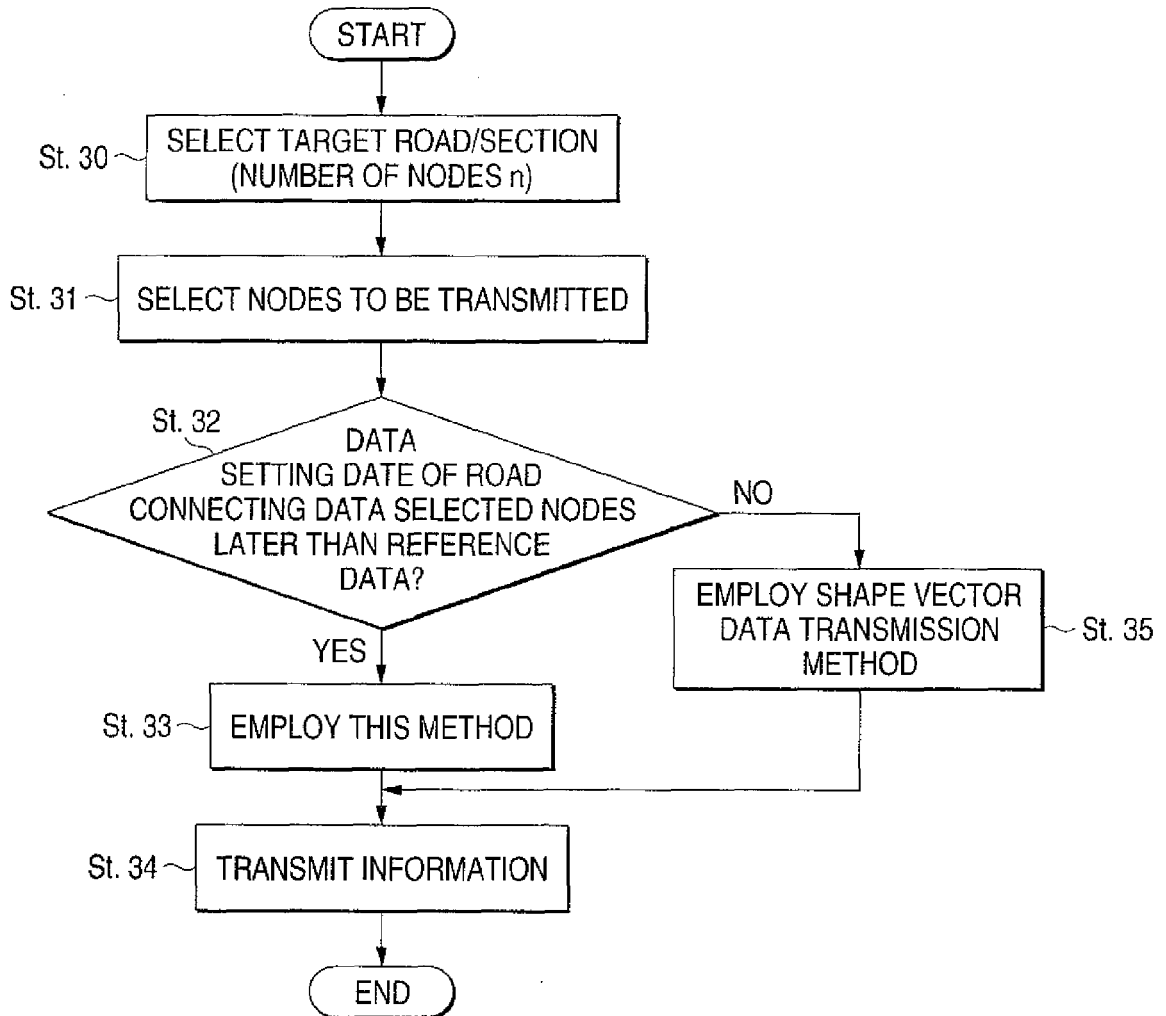 START
St. 30
SELECT TARGET ROAD/SECTION
(NUMBER OF NODES n)
St. 31
SELECT NODES TO BE TRANSMITTED
St. 32
DATA
SETTING DATE OF ROAD
CONNECTING DATA SELECTED NODES
LATER THAN REFERENCE
DATA?
NO
YES
EMPLOY SHAPE VECTOR
DATA TRANSMISSION
METHOD
St. 35
St. 33
EMPLOY THIS METHOD
St. 34
TRANSMIT INFORMATION
END